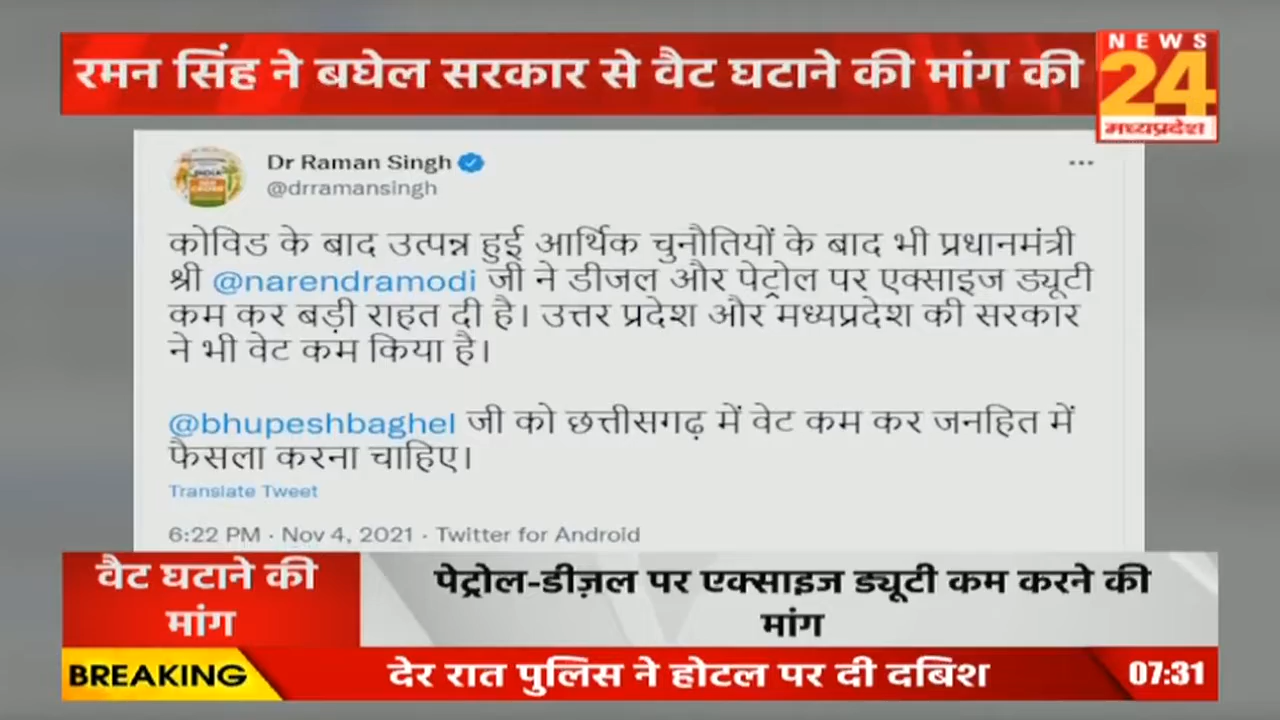 रमन सिंह ने बघेल सरकार से वैट घटाने की मांग की
NEWS
24
मध्यप्रदेश
Dr Raman Singh
@drramansingh
कोविड के बाद उत्पन्न हुई आर्थिक चुनौतियों के बाद भी प्रधानमंत्री
श्री @narendramodi जी ने डीजल और पेट्रोल पर एक्साइज ड्यूटी
कम कर बड़ी राहत दी है। उत्तर प्रदेश और मध्यप्रदेश की सरकार
ने भी वेट कम किया है।
@bhupeshbaghel जी को छत्तीसगढ़ में वेट कम कर जनहित में
फैसला करना चाहिए।
Translate Tweet
6:22 PM · Nov 4, 2021 · Twitter for Android
वैट घटाने की
मांग
पेट्रोल-डीज़ल पर एक्साइज ड्यूटी कम करने की
मांग
BREAKING
देर रात पुलिस ने होटल पर दी दबिश
07:31